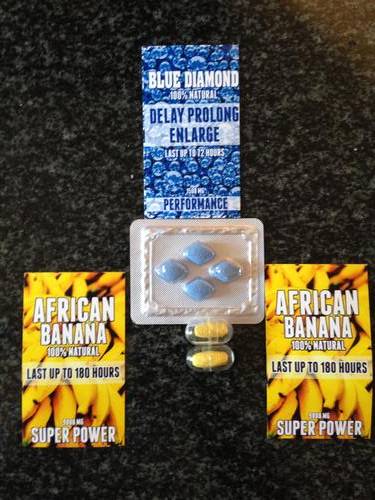 BLUE DIAMOND
100% NATURAL
DELAY PROLONG
ENLARGE
LAST UP TO 72 HOURS
PERFORMANCE
AFRICAN
BANANA
100% NATURAL
LAST UP TO 180 HOURS
SUPER POWER
AFRICAN
BANANA
100% NATURAL
LAST UP TO 180 HOURS
SUPER POWER